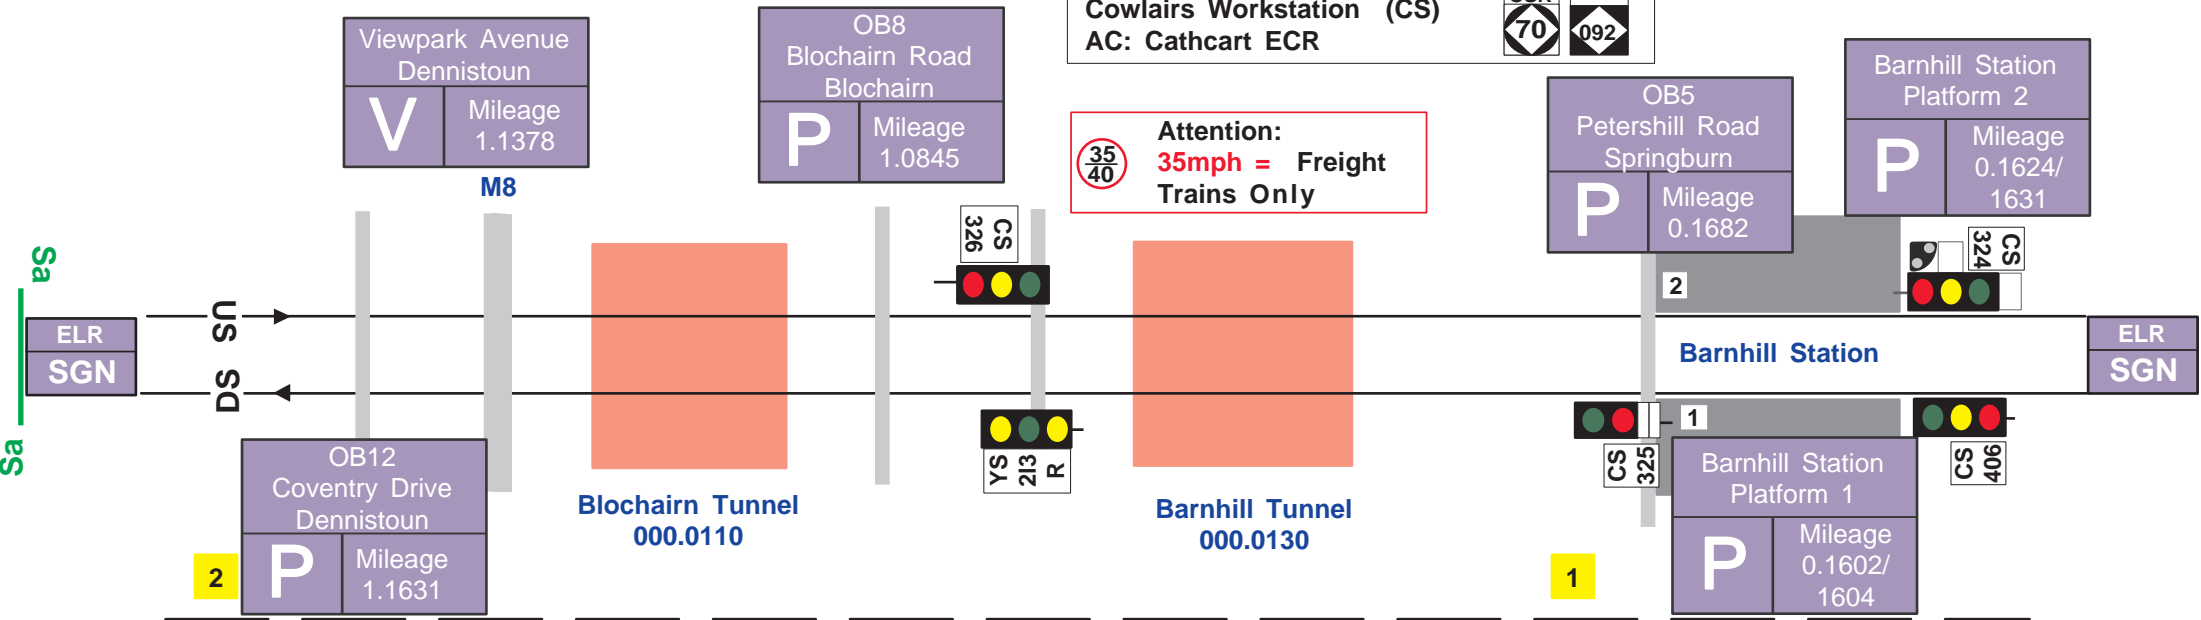 Cowlairs Workstation (CS)
AC: Cathcart ECR
70
092
Viewpark Avenue
Dennistoun
V
Mileage
1.1378
M8
OB8
Blochairn Road
Blochairn
P
Mileage
1.0845
35
40
Attention:
35mph = Freight
Trains Only
OB5
Petershill Road
Springburn
P
Mileage
0.1682
Barnhill Station
Platform 2
P
Mileage
0.1624/
1631
CS
326
CS
324
2
Sa
US
ELR
SGN
DS
Sa
Barnhill Station
ELR
SGN
1
YS
213
R
CS
325
CS
406
OB12
Coventry Drive
Dennistoun
P
Mileage
1.1631
2
Blochairn Tunnel
000.0110
Barnhill Tunnel
000.0130
1
Barnhill Station
Platform 1
P
Mileage
0.1602/
1604